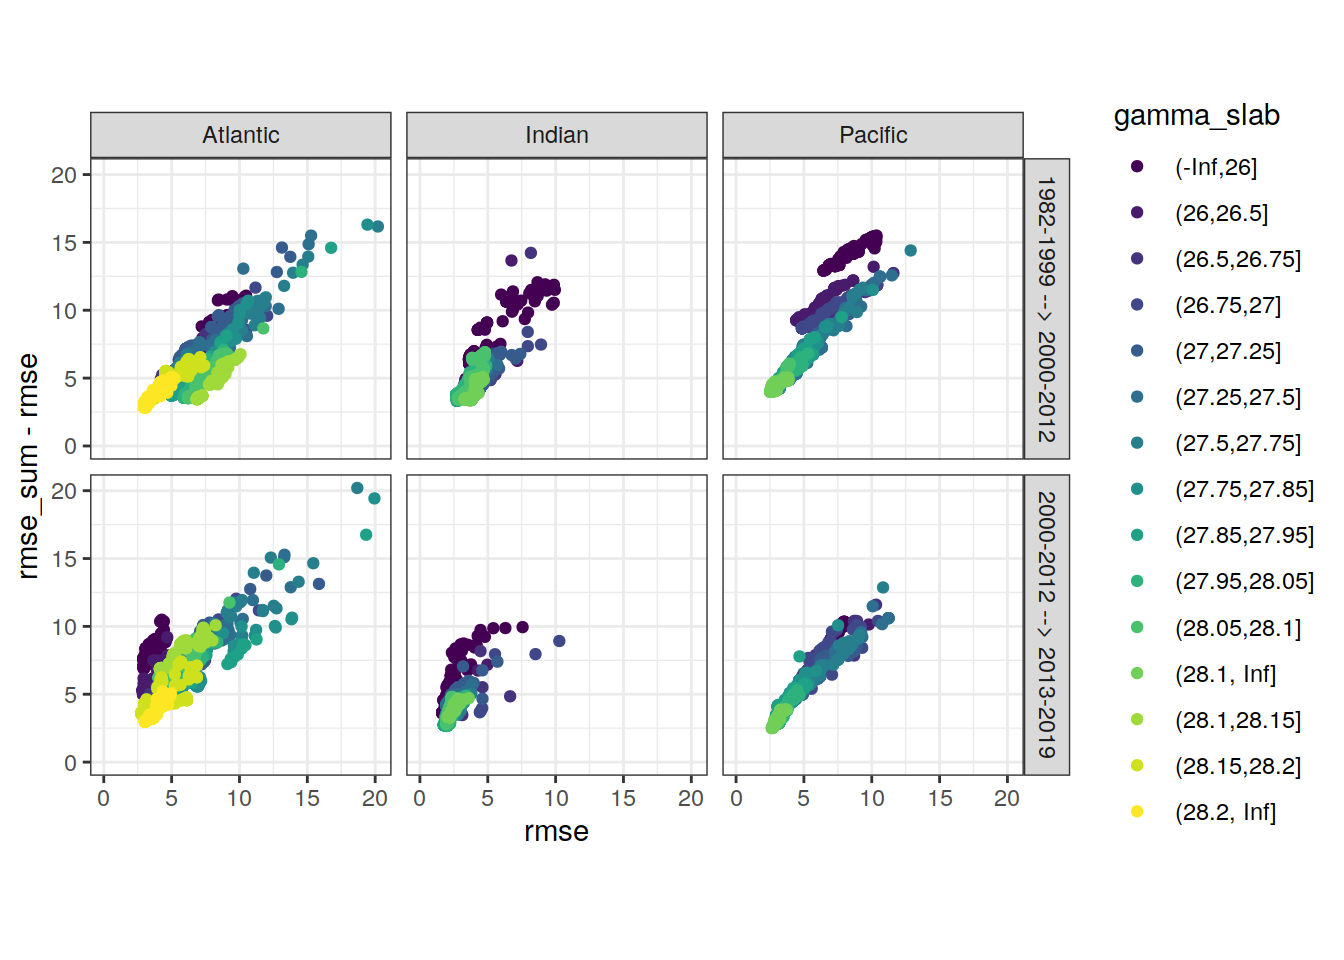 Atlantic
Indian
Pacific
20
15
10
5
0
1982-1999 --> 2000-2012
20
15
10
5
0
2000-2012 --> 2013-2019
rmse_sum - rmse
0 5 10 15 20
0 5 10 15 20
0 5 10 15 20
rmse
gamma_slab
(-Inf,26]
(26,26.5]
(26.5,26.75]
(26.75,27]
(27,27.25]
(27.25,27.5]
(27.5,27.75]
(27.75,27.85]
(27.85,27.95]
(27.95,28.05]
(28.05,28.1]
(28.1, Inf]
(28.1,28.15]
(28.15,28.2]
(28.2, Inf]